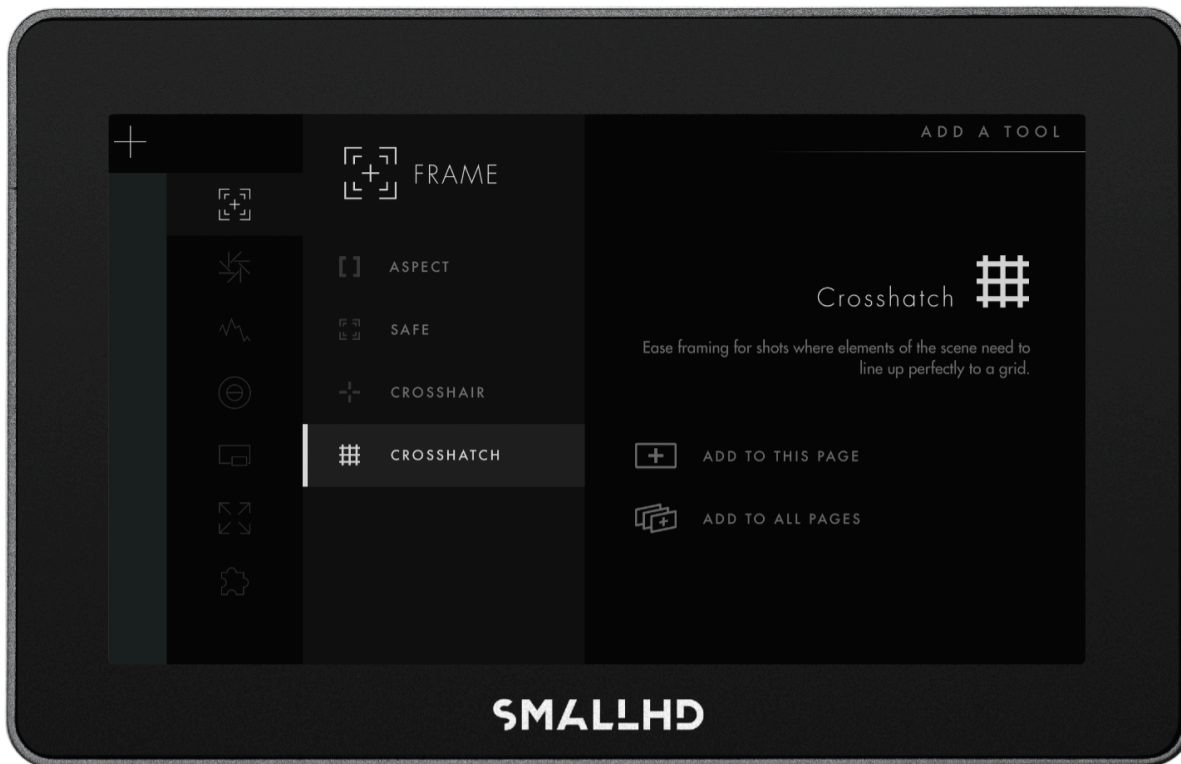 ADD A TOOL
FRAME
ASPECT
SAFE
CROSSHAIR
CROSSHATCH
Crosshatch
Ease framing for shots where elements of the scene need to
line up perfectly to a grid.
ADD TO THIS PAGE
ADD TO ALL PAGES
SMALLHD